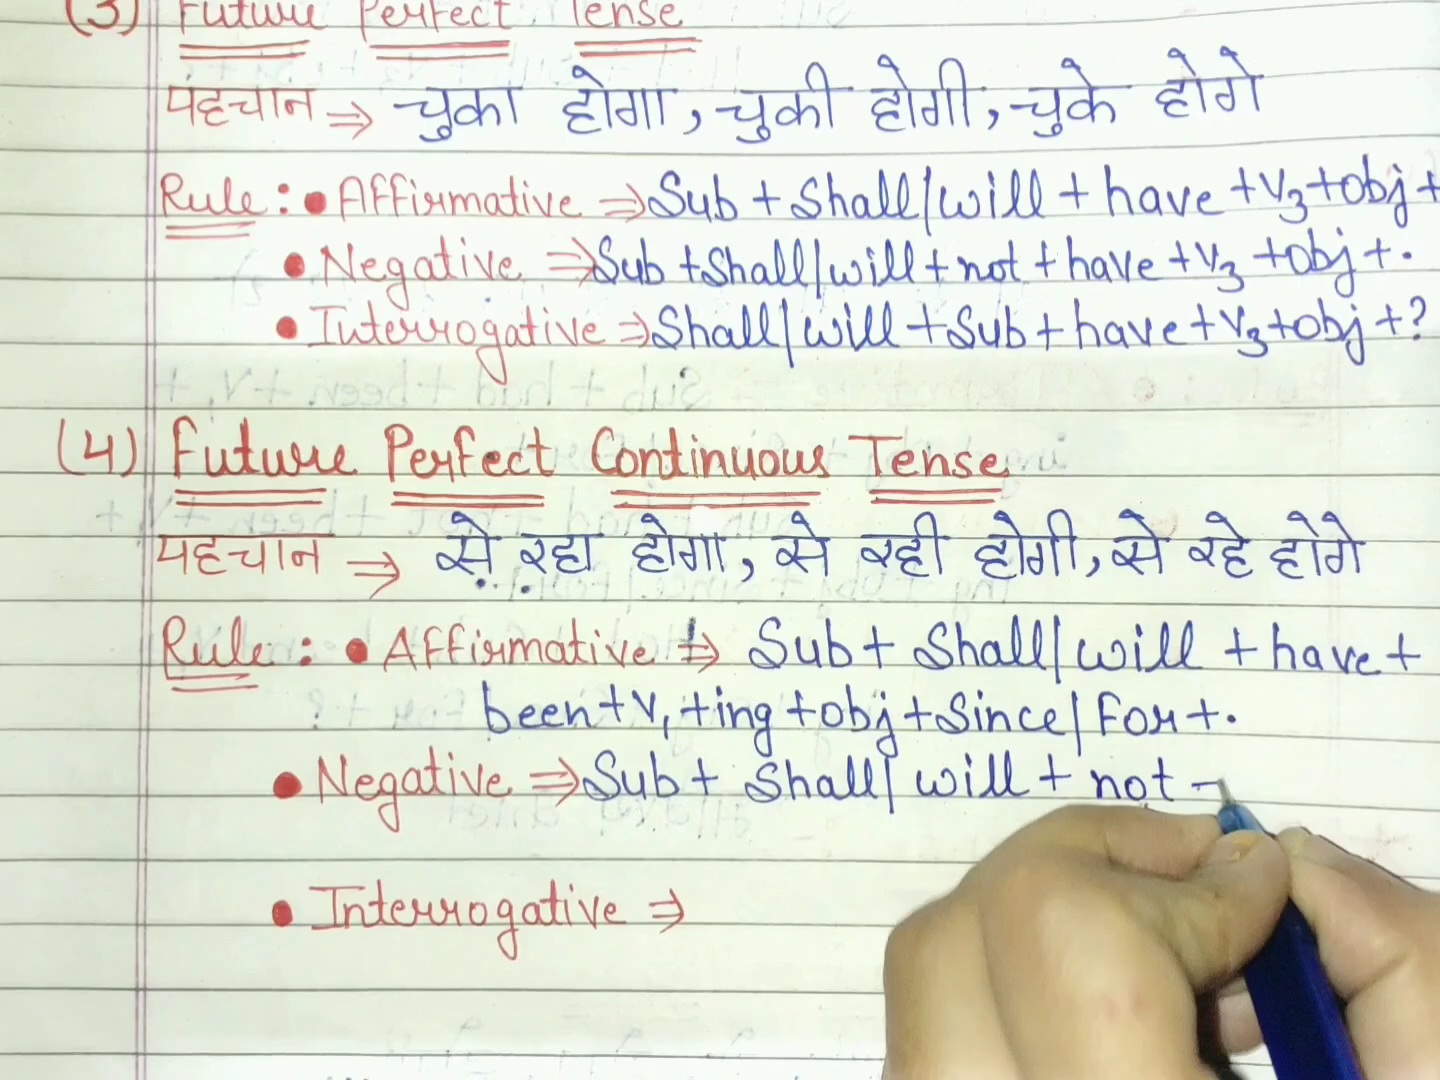 (3) Future Perfect Tense
पहचान ⇒ चुका होगा, चुकी होगी, चुके होगे
Rule : • Affirmative ⇒ Sub + Shall/will + have + V₃ + obj +
• Negative ⇒ Sub + Shall/will + not + have + V₃ + obj + .
• Interrogative ⇒ Shall/will + Sub + have + V₃ + obj + ?
(4) Future Perfect Continuous Tense
पहचान ⇒ से रहा होगा, से रही होगी, से रहे होंगे
Rule : • Affirmative ⇒ Sub + Shall/will + have +
been + V₁ + ing + obj + Since/For + .
• Negative ⇒ Sub + Shall/will + not -
• Interrogative ⇒